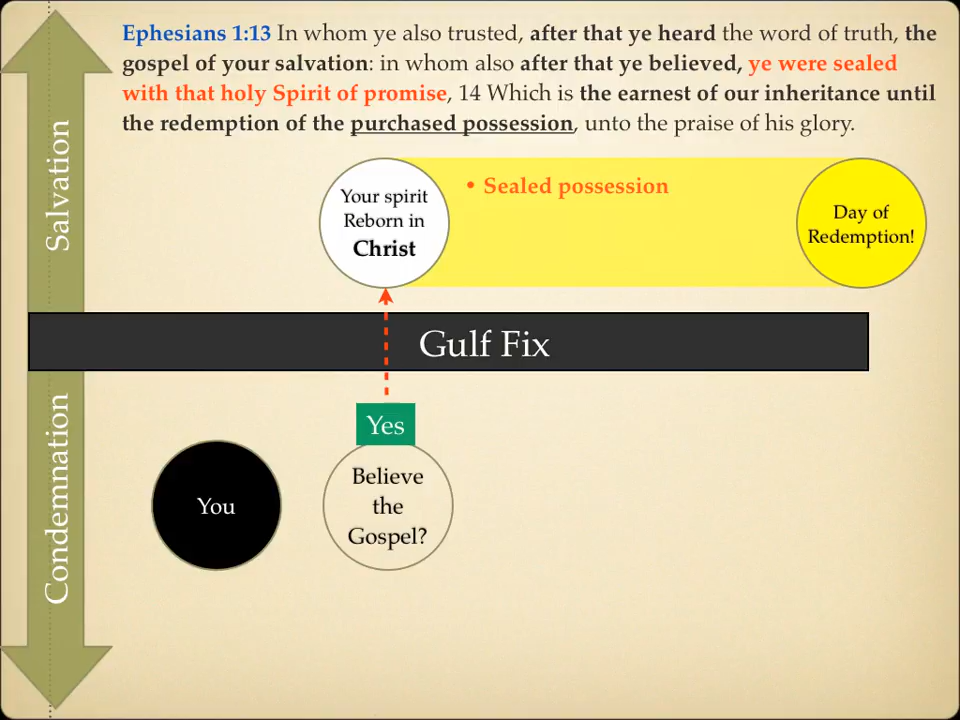 Ephesians 1:13 In whom ye also trusted, after that ye heard the word of truth, the
gospel of your salvation: in whom also after that ye believed, ye were sealed
with that holy Spirit of promise, 14 Which is the earnest of our inheritance until
the redemption of the purchased possession, unto the praise of his glory.
Salvation
Your spirit
Reborn in
Christ
• Sealed possession
Day of
Redemption!
Gulf Fix
Condemnation
Yes
You
Believe
the
Gospel?